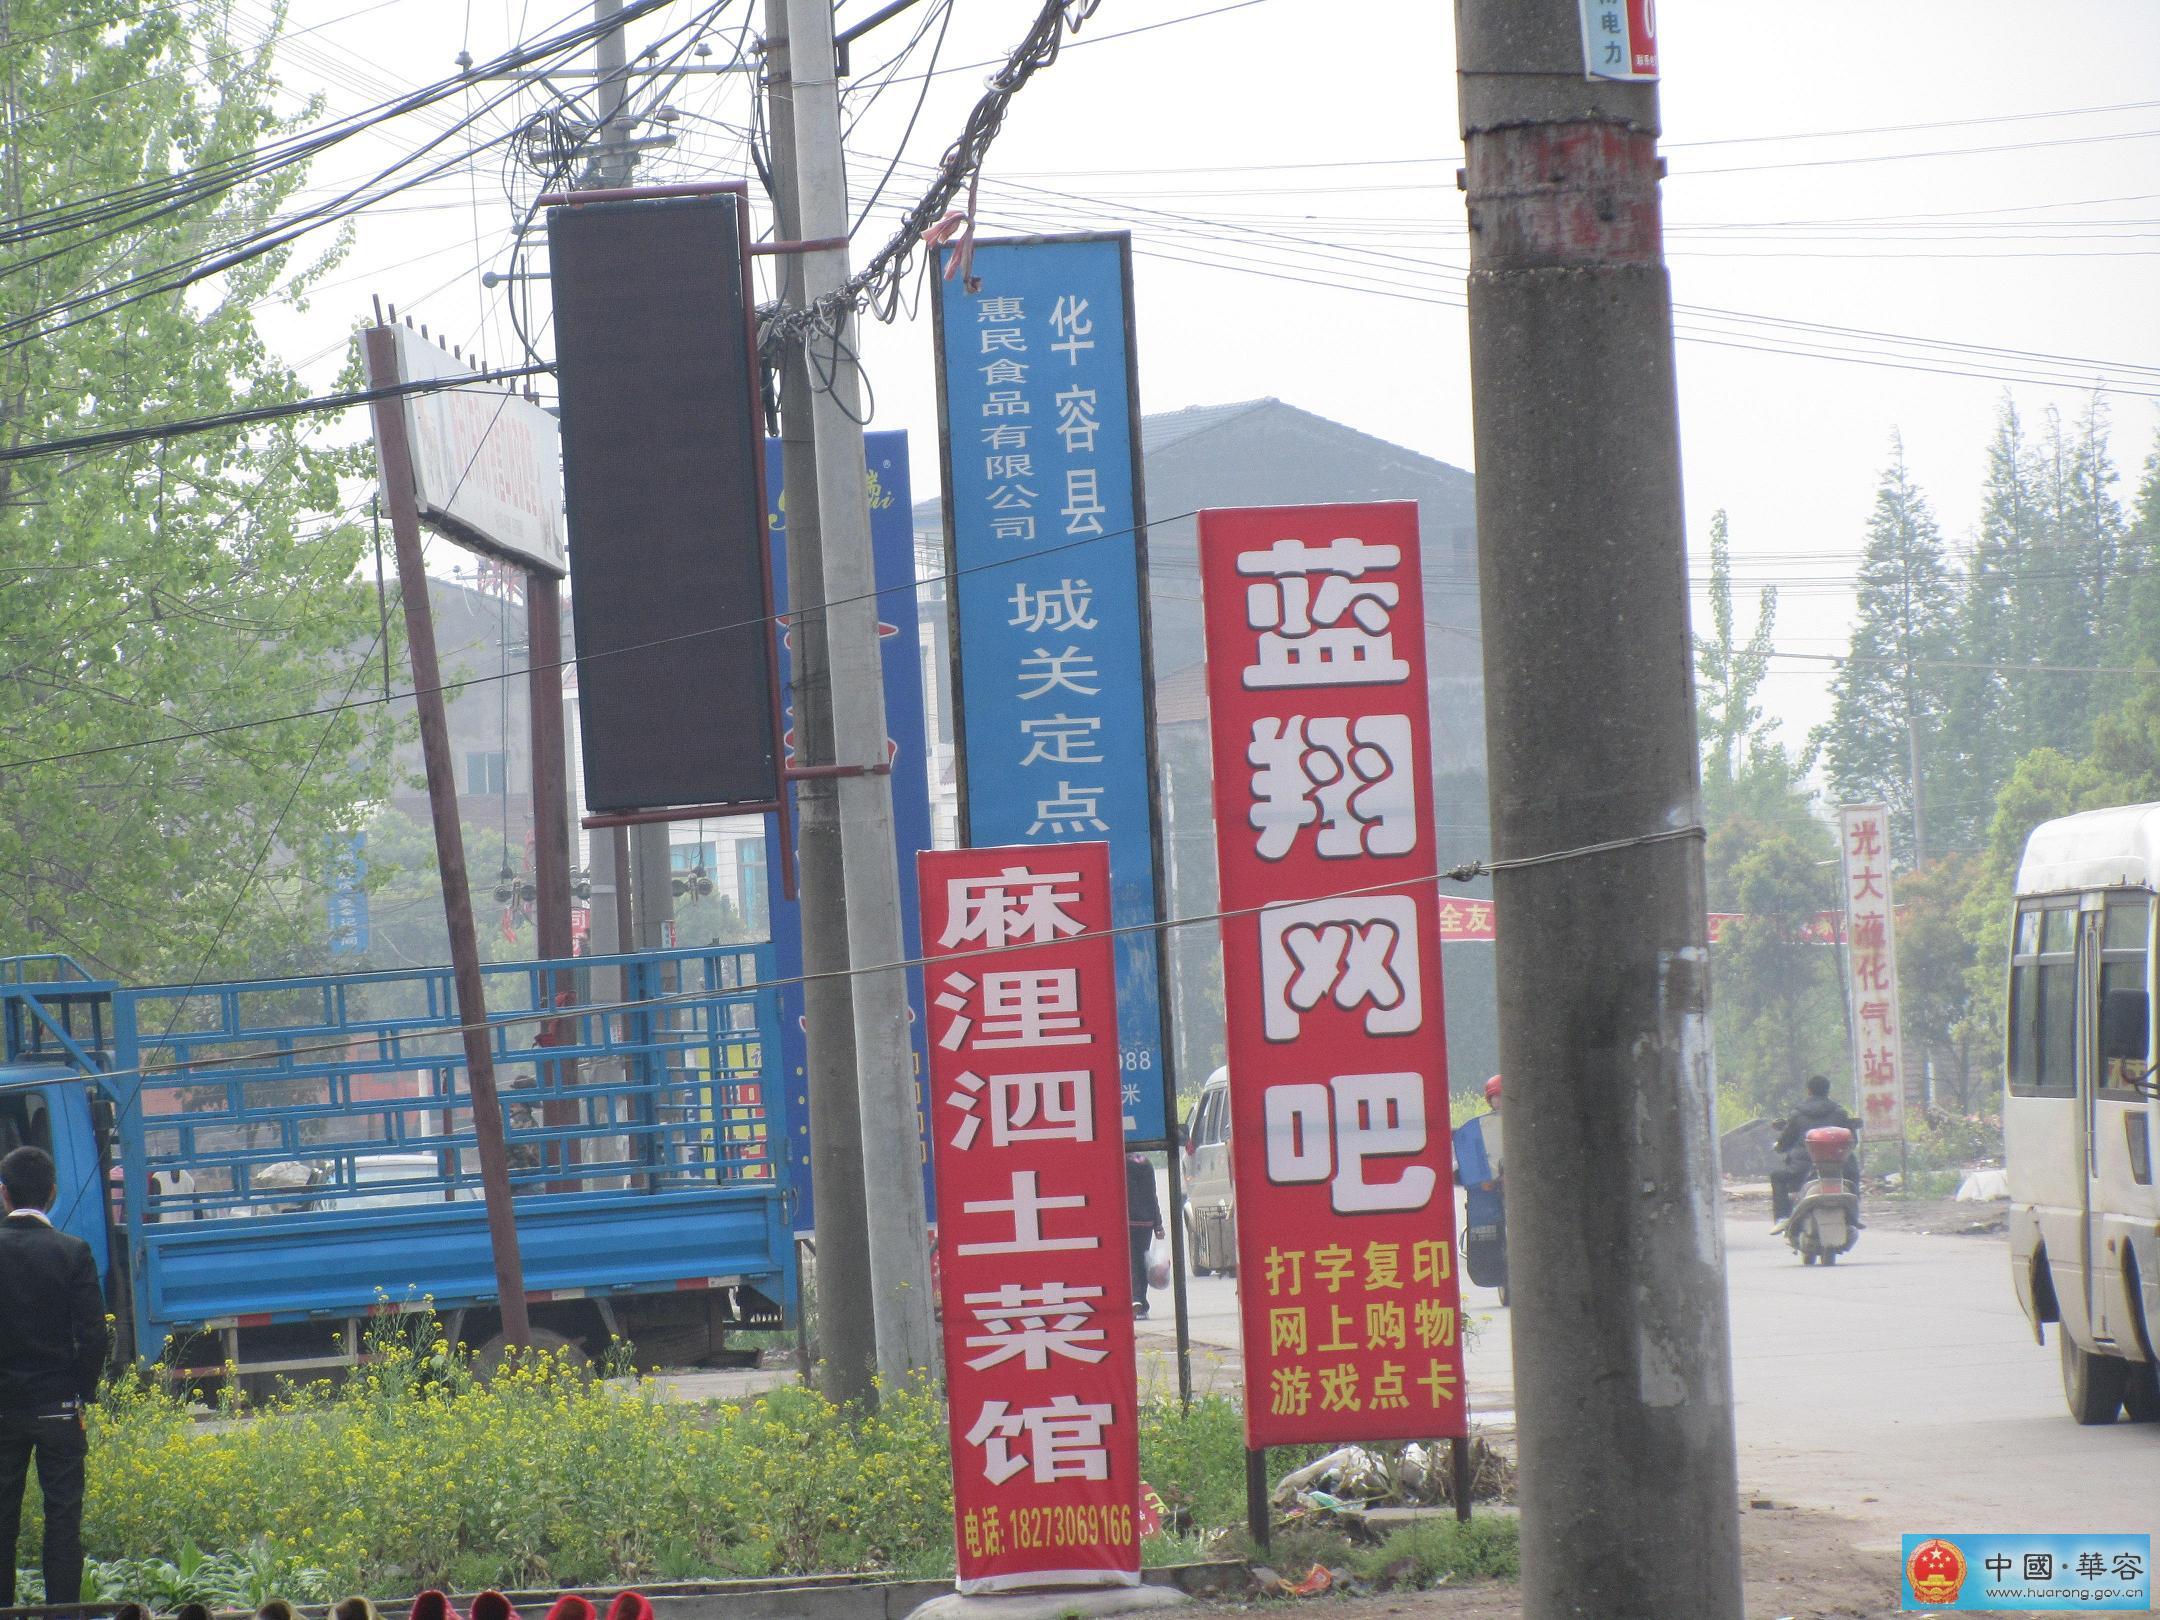 电力
华容县
惠民食品有限公司
城关定点
088
米
蓝翔网吧
打字复印
网上购物
游戏点卡
麻浬泗土菜馆
电话: 18273069166
全友
光大液化气站
中國·華容
www.huarong.gov.cn